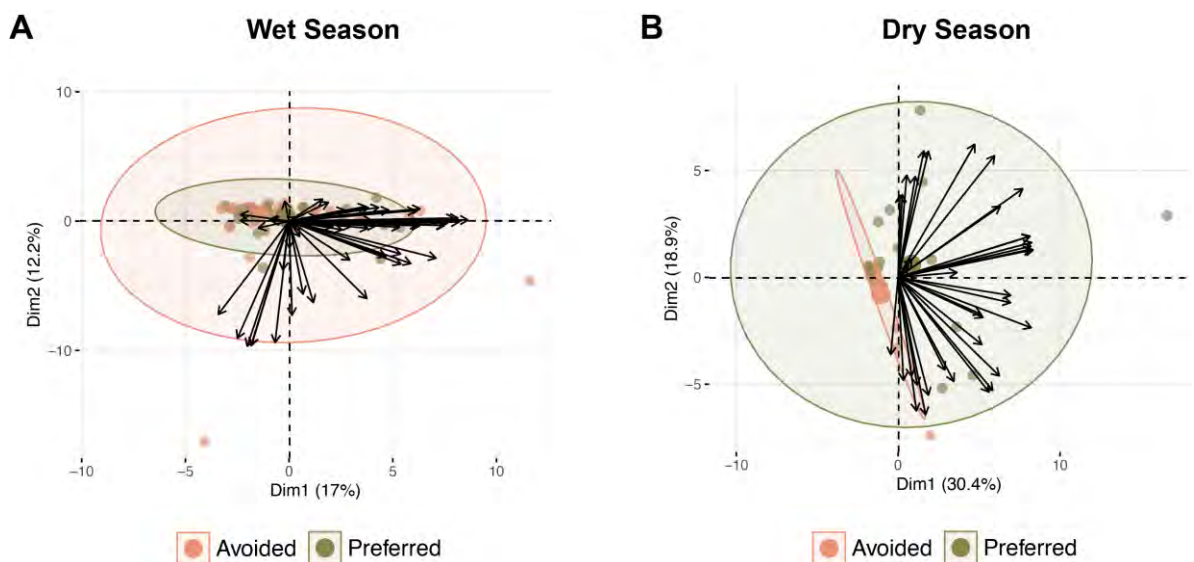 A
Wet Season
10
0
−10
Dim2 (12.2%)
−10
−5
0
5
10
Dim1 (17%)
Avoided
Preferred
B
Dry Season
5
0
−5
Dim2 (18.9%)
−10
0
10
Dim1 (30.4%)
Avoided
Preferred